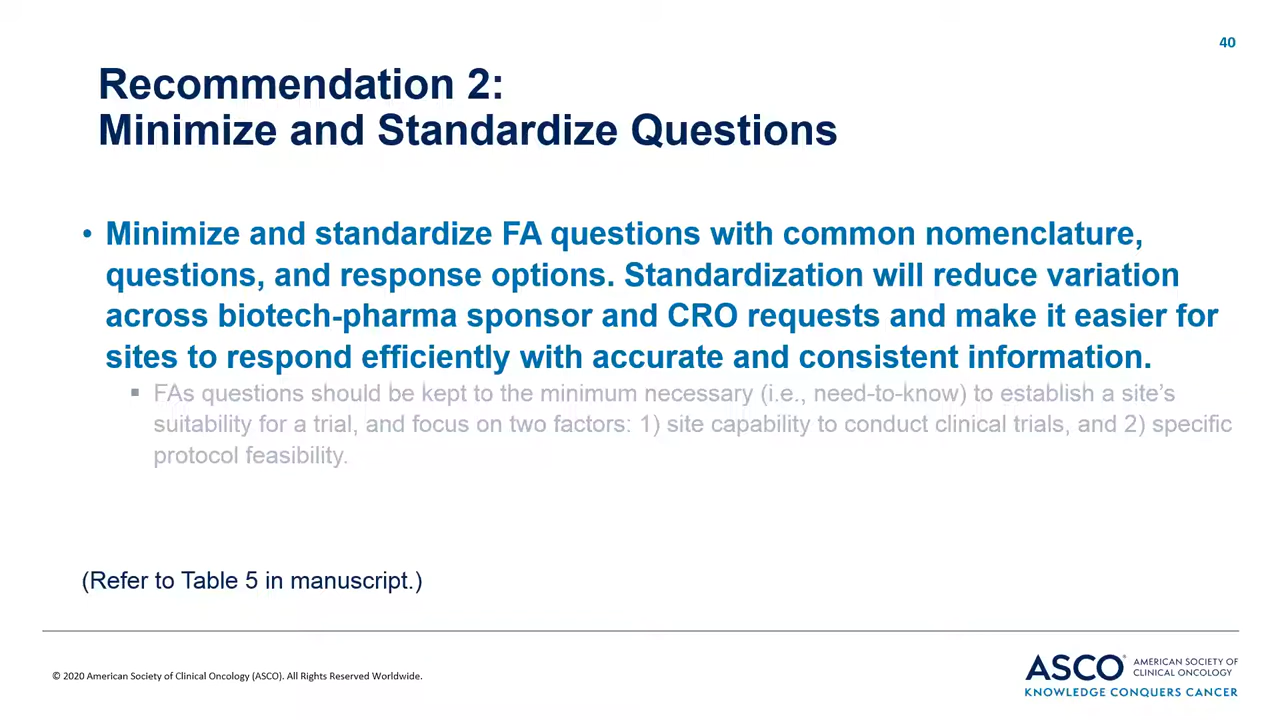 40
Recommendation 2:
Minimize and Standardize Questions
• Minimize and standardize FA questions with common nomenclature,
questions, and response options. Standardization will reduce variation
across biotech-pharma sponsor and CRO requests and make it easier for
sites to respond efficiently with accurate and consistent information.
▪ FAs questions should be kept to the minimum necessary (i.e., need-to-know) to establish a site's
suitability for a trial, and focus on two factors: 1) site capability to conduct clinical trials, and 2) specific
protocol feasibility.
(Refer to Table 5 in manuscript.)
© 2020 American Society of Clinical Oncology (ASCO). All Rights Reserved Worldwide.
ASCO® AMERICAN SOCIETY OF
CLINICAL ONCOLOGY
KNOWLEDGE CONQUERS CANCER